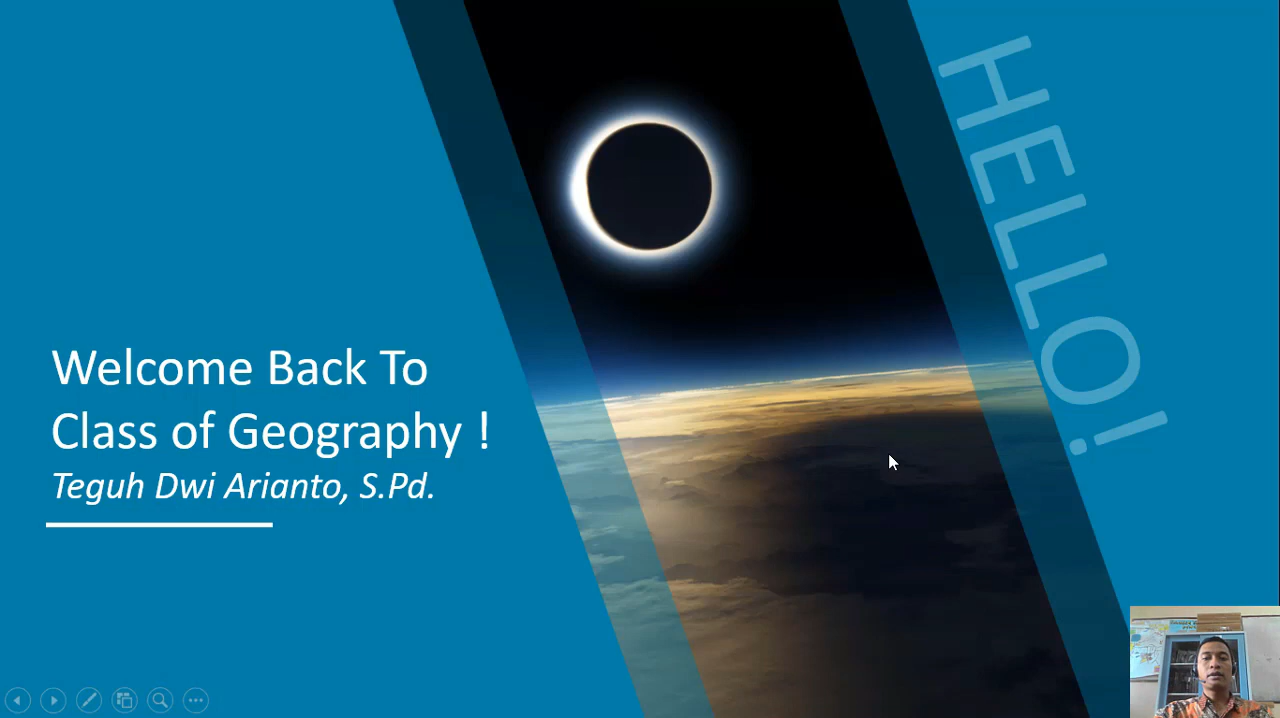 Welcome Back To
Class of Geography !
Teguh Dwi Arianto, S.Pd.
HELLO!